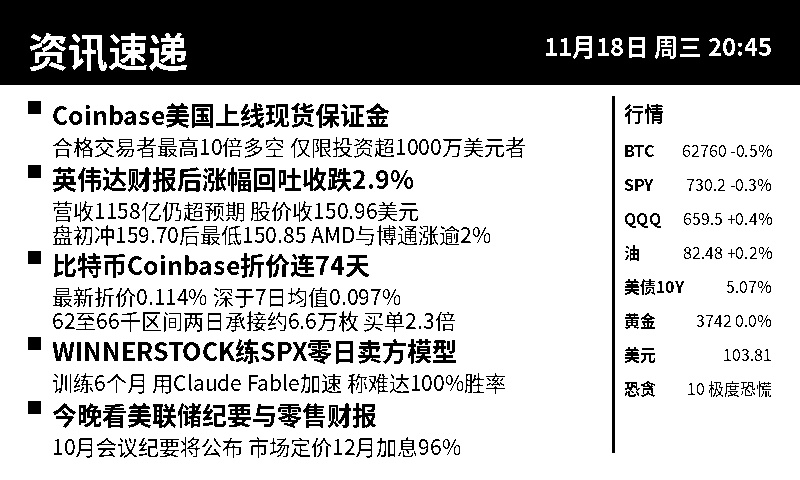 资讯速递
11月18日 周三 20:45
Coinbase美国上线现货保证金
合格交易者最高10倍多空 仅限投资超1000万美元者
英伟达财报后涨幅回吐收跌2.9%
营收1158亿仍超预期 股价收150.96美元
盘初冲159.70后最低150.85 AMD与博通涨逾2%
比特币Coinbase折价连74天
最新折价0.114% 深于7日均值0.097%
62至66千区间两日承接约6.6万枚 买单2.3倍
WINNERSTOCK练SPX零日卖方模型
训练6个月 用Claude Fable加速 称难达100%胜率
今晚看美联储纪要与零售财报
10月会议纪要将公布 市场定价12月加息96%
行情
BTC 62760 -0.5%
SPY 730.2 -0.3%
QQQ 659.5 +0.4%
油 82.48 +0.2%
美债10Y 5.07%
黄金 3742 0.0%
美元 103.81
恐贪 10 极度恐慌